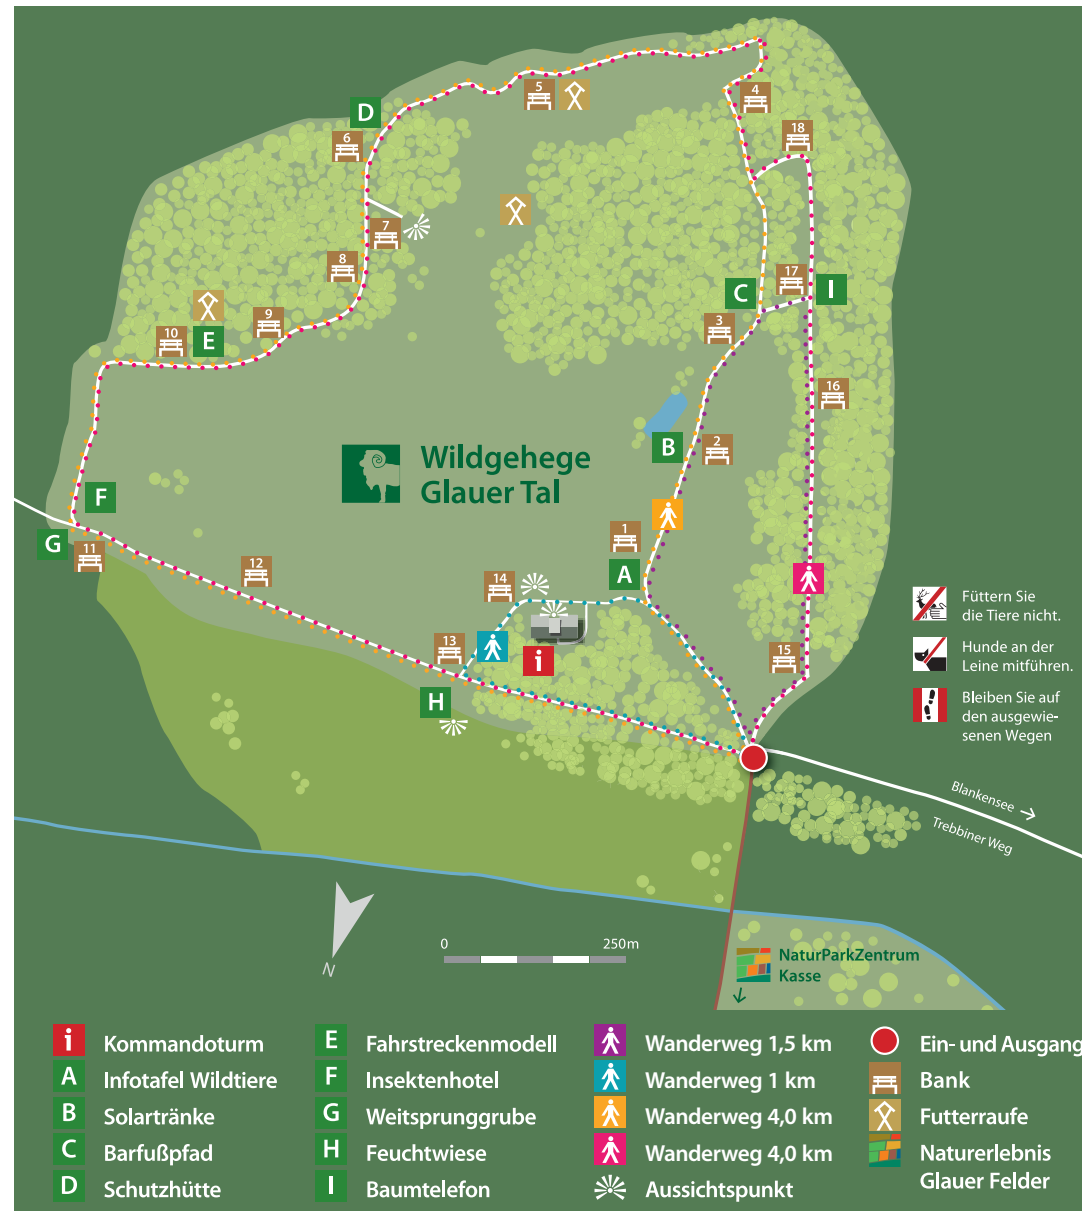 D
5
4
6
18
7
8
17
C
I
9
10
E
3
16
B
2
Wildgehege
Glauer Tal
F
G
11
1
12
A
14
Füttern Sie
die Tiere nicht.
13
i
15
Hunde an der
Leine mitführen.
H
Bleiben Sie auf
den ausgewie-
senen Wegen
Blankensee →
Trebbiner Weg
N
0 250m
NaturParkZentrum
Kasse
↓
i Kommandoturm
A Infotafel Wildtiere
B Solartränke
C Barfußpfad
D Schutzhütte
E Fahrstreckenmodell
F Insektenhotel
G Weitsprunggrube
H Feuchtwiese
I Baumtelefon
Wanderweg 1,5 km
Wanderweg 1 km
Wanderweg 4,0 km
Wanderweg 4,0 km
Aussichtspunkt
Ein- und Ausgang
Bank
Futterraufe
Naturerlebnis
Glauer Felder